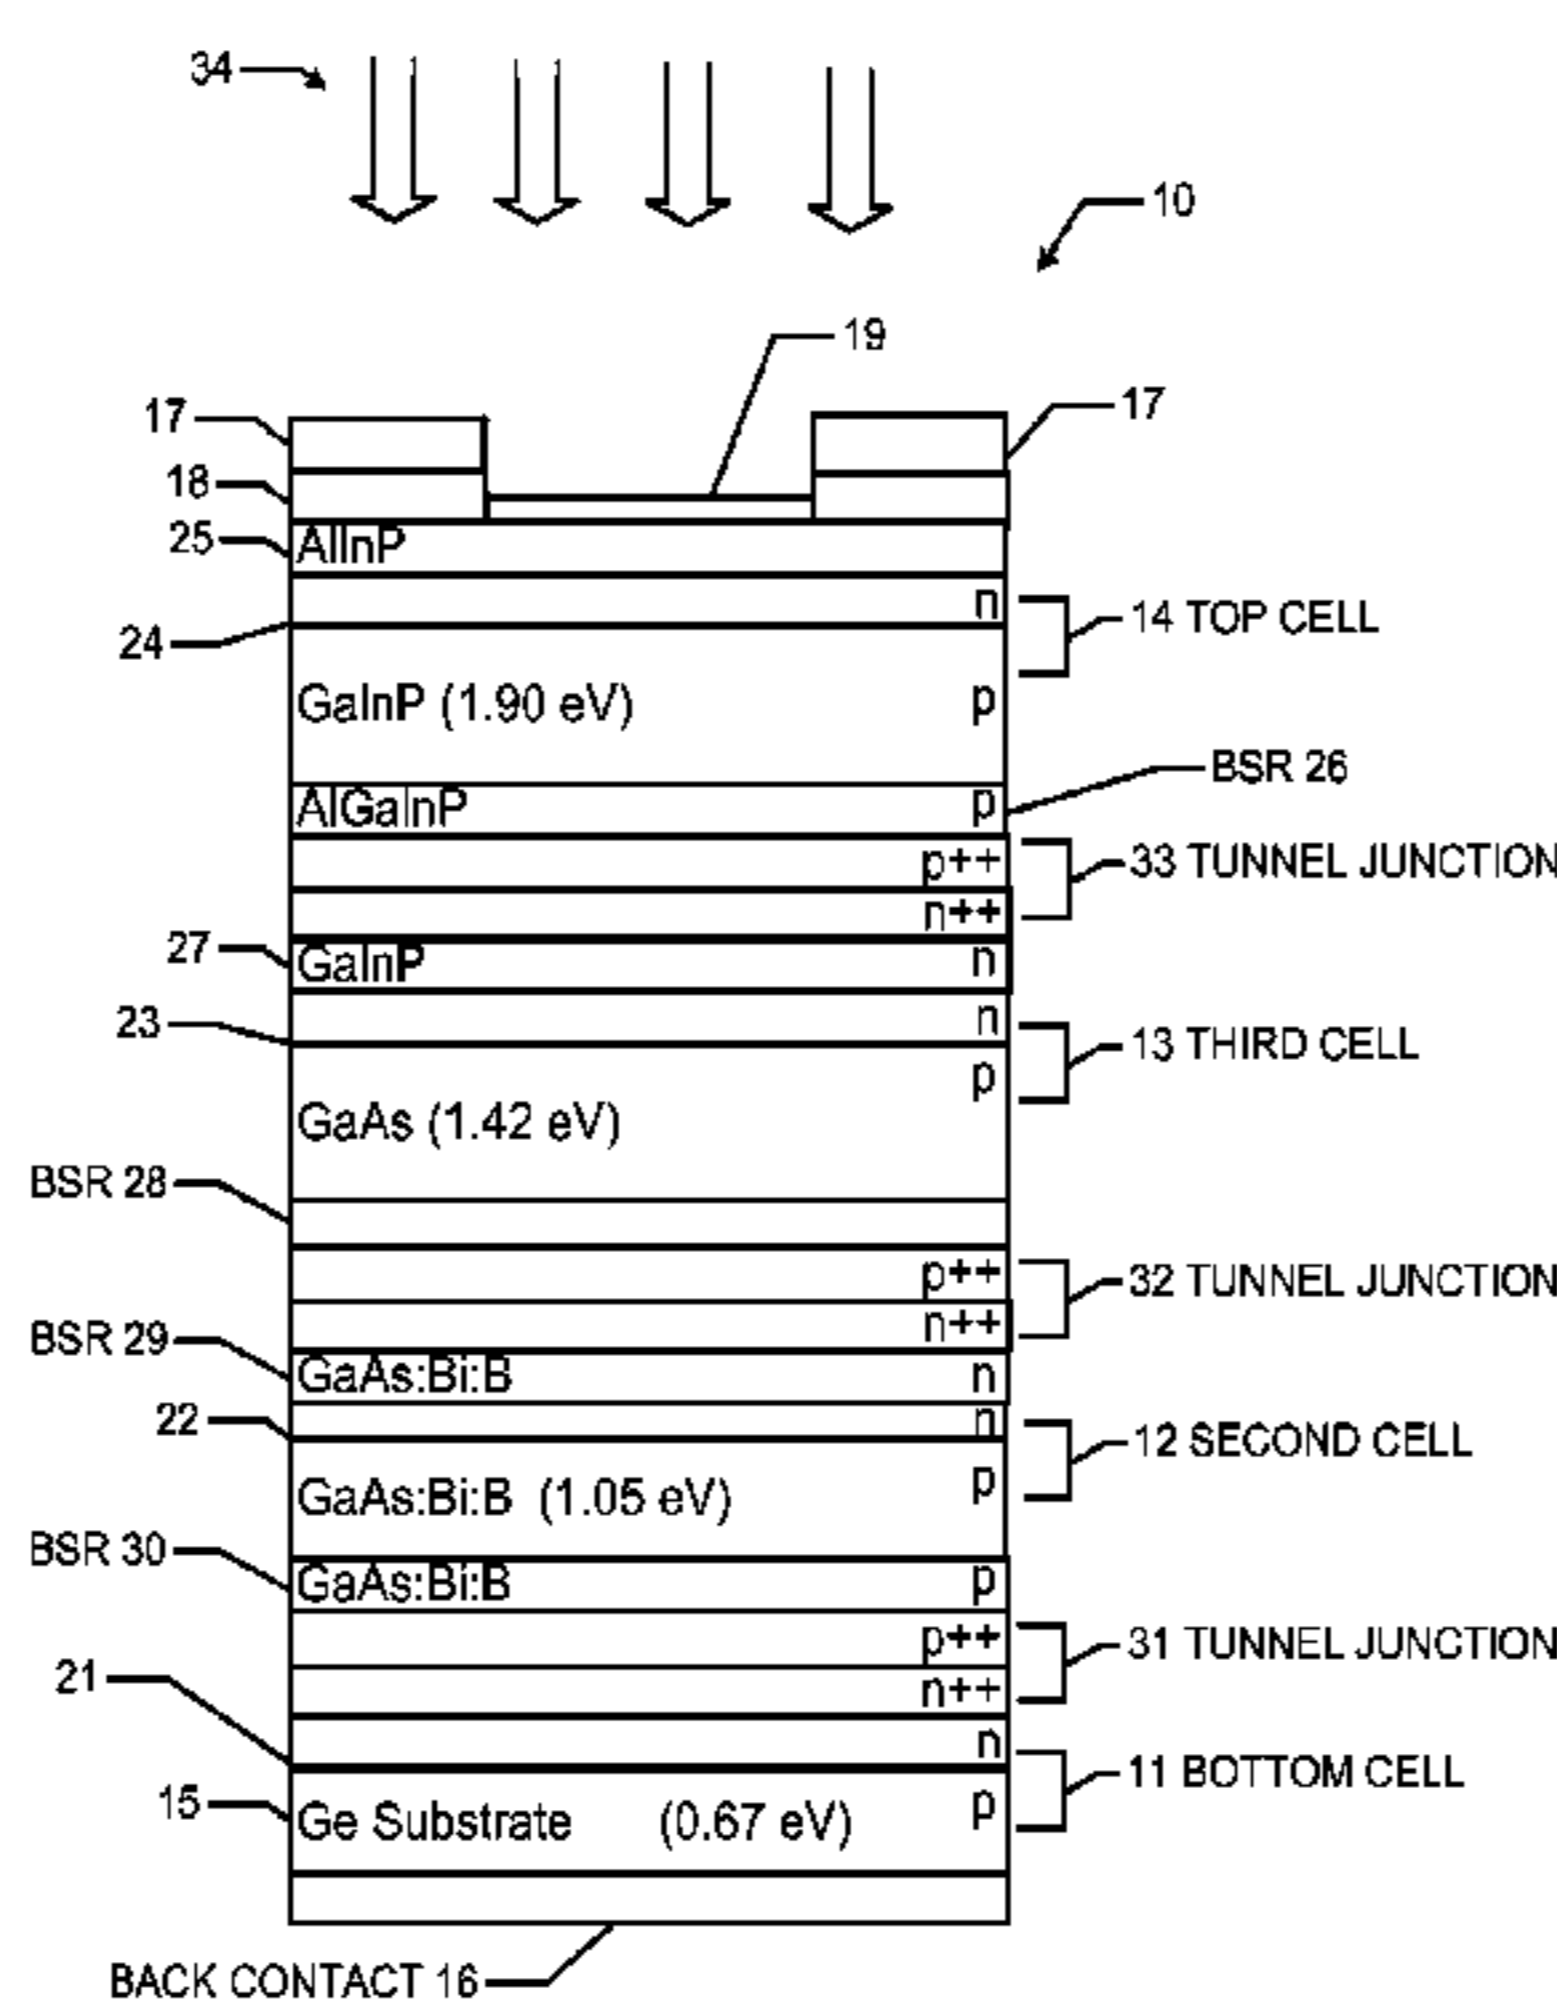 34
10
19
17
17
18
25
AlInP
n
14 TOP CELL
24
GaInP (1.90 eV)
p
BSR 26
AlGaInP
p
p++
33 TUNNEL JUNCTION
n++
27
GaInP
n
23
n
13 THIRD CELL
p
GaAs (1.42 eV)
BSR 28
p++
32 TUNNEL JUNCTION
n++
BSR 29
GaAs:Bi:B
n
22
n
12 SECOND CELL
GaAs:Bi:B (1.05 eV)
p
BSR 30
GaAs:Bi:B
p
p++
31 TUNNEL JUNCTION
21
n++
n
11 BOTTOM CELL
15
Ge Substrate (0.67 eV)
p
BACK CONTACT 16